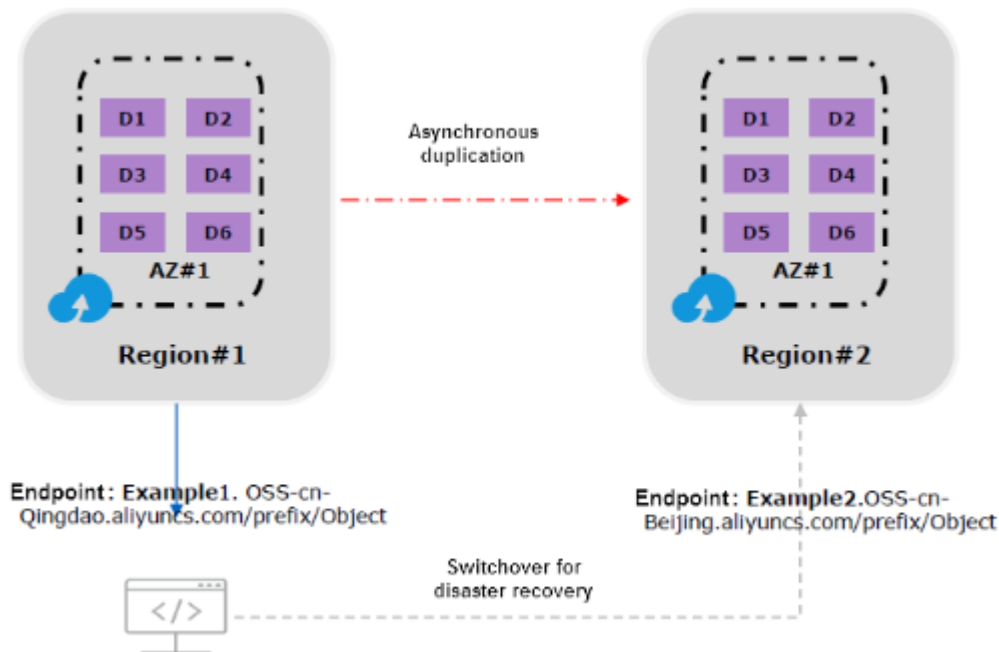 D1 D2
D3 D4
D5 D6
AZ#1
Region#1
Asynchronous
duplication
D1 D2
D3 D4
D5 D6
AZ#1
Region#2
Endpoint: Example1. OSS-cn-
Qingdao.aliyuncs.com/prefix/Object
Endpoint: Example2.OSS-cn-
Beijing.aliyuncs.com/prefix/Object
Switchover for
disaster recovery
</>